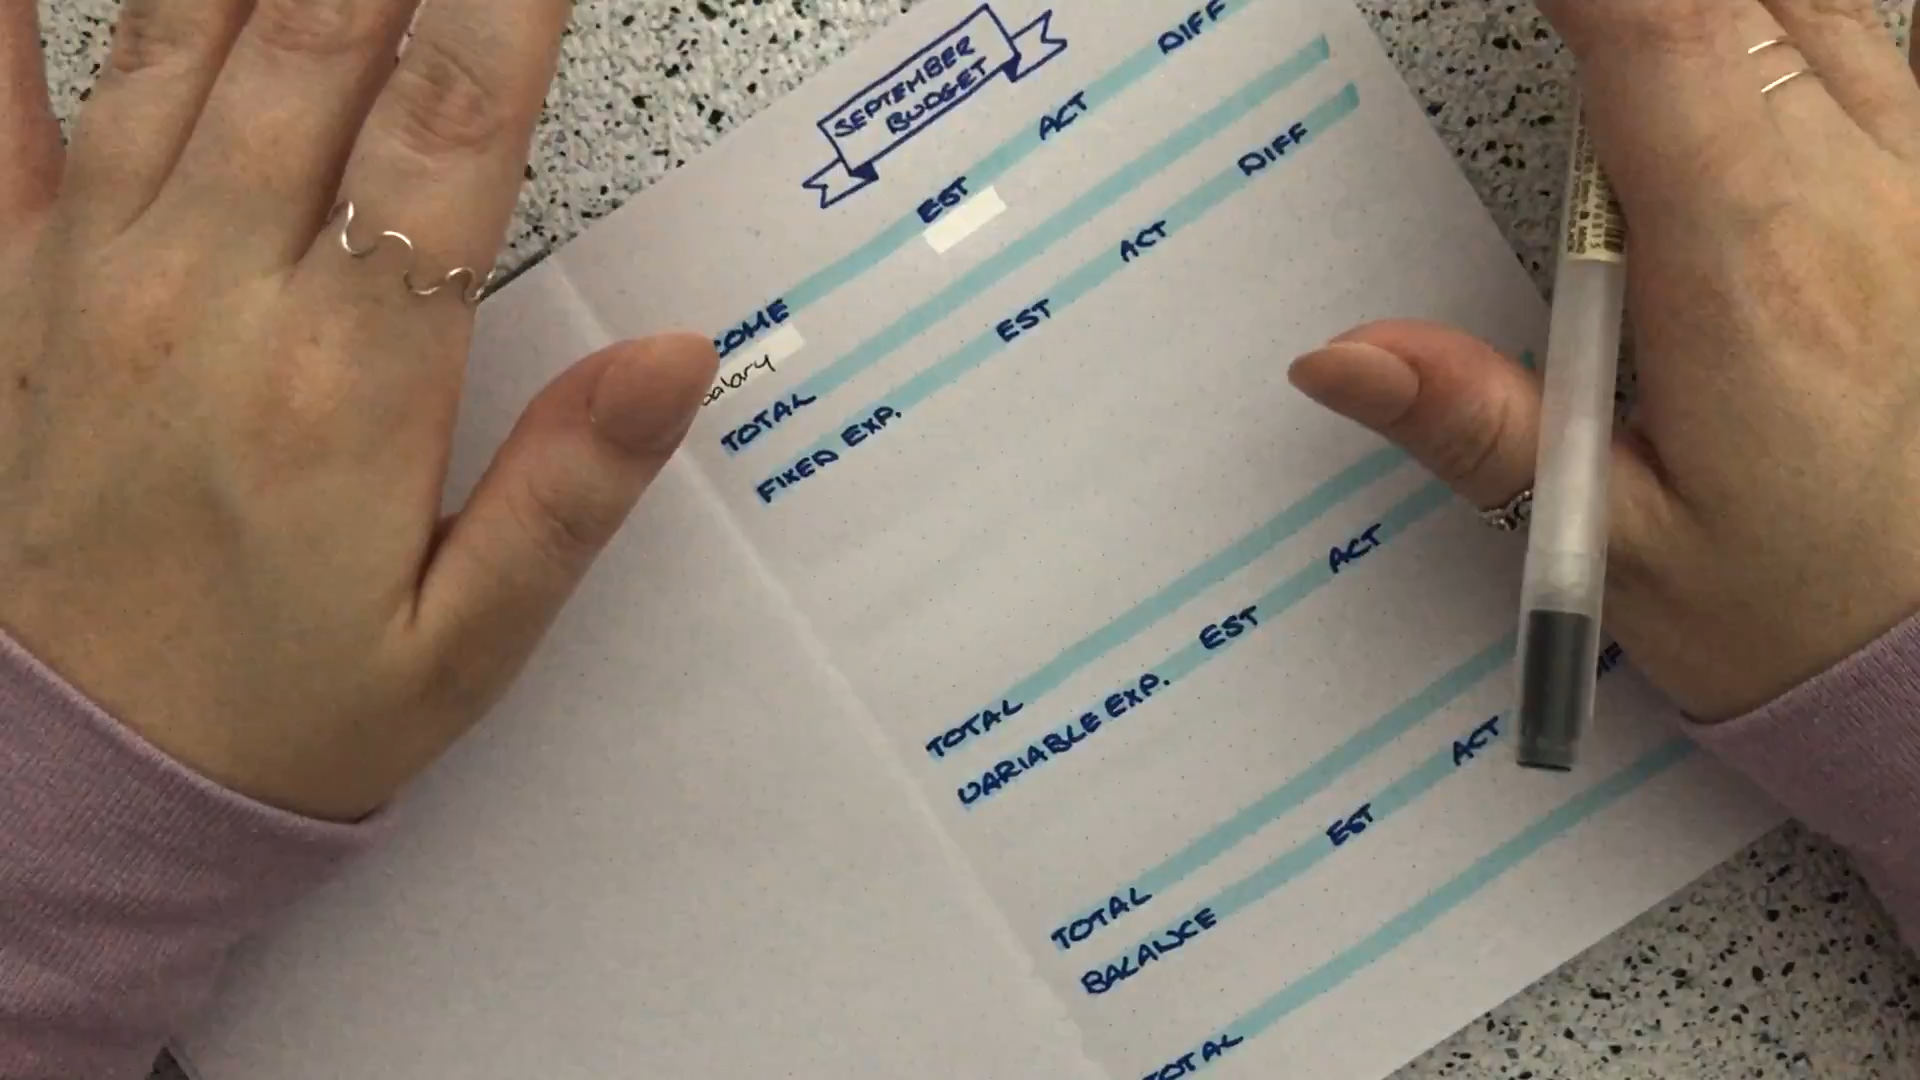 SEPTEMBER
BUDGET
COME EST ACT DIFF
salary
TOTAL
FIXED EXP. EST ACT DIFF
TOTAL
VARIABLE EXP. EST ACT
TOTAL
BALANCE EST ACT
TOTAL